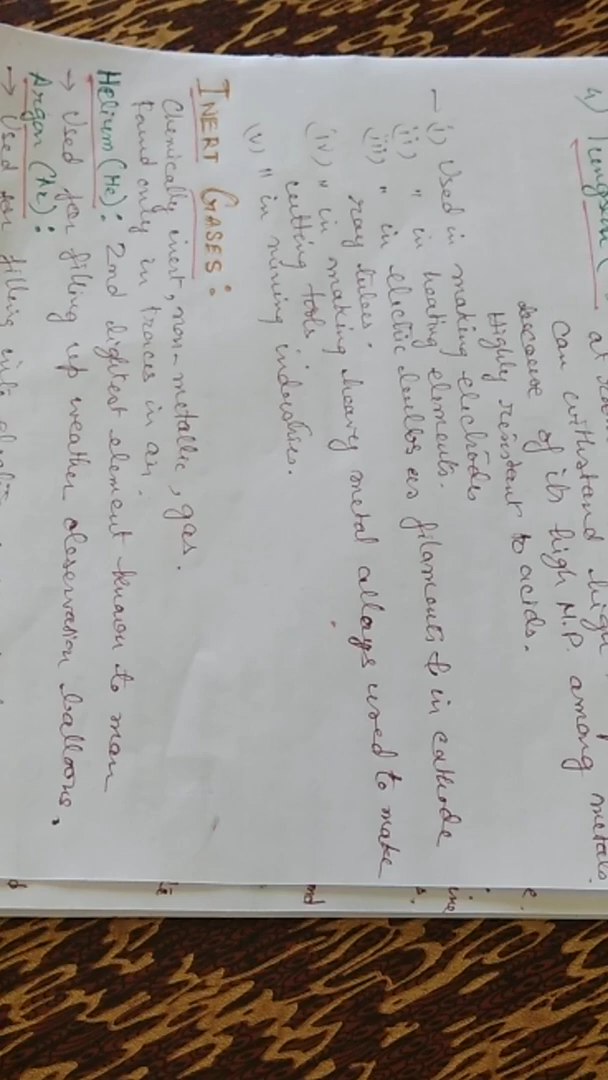 4) Tungsten (
can withstand high
because of its high M.P. among metals.
Highly resistant to acids.
- (i) Used in making electrodes
(ii) " in heating elements.
(iii) " in electric bulbs as filaments & in cathode
ray tubes.
(iv) " in making heavy metal alloys used to make
cutting tools
(v) " in mining industries.
INERT GASES:
Chemically inert, non-metallic, gas.
Found only in traces in air.
Helium (He): 2nd lightest element known to man
→ Used for filling up weather observation balloons.
Argon (Ar):
→ Used for filling